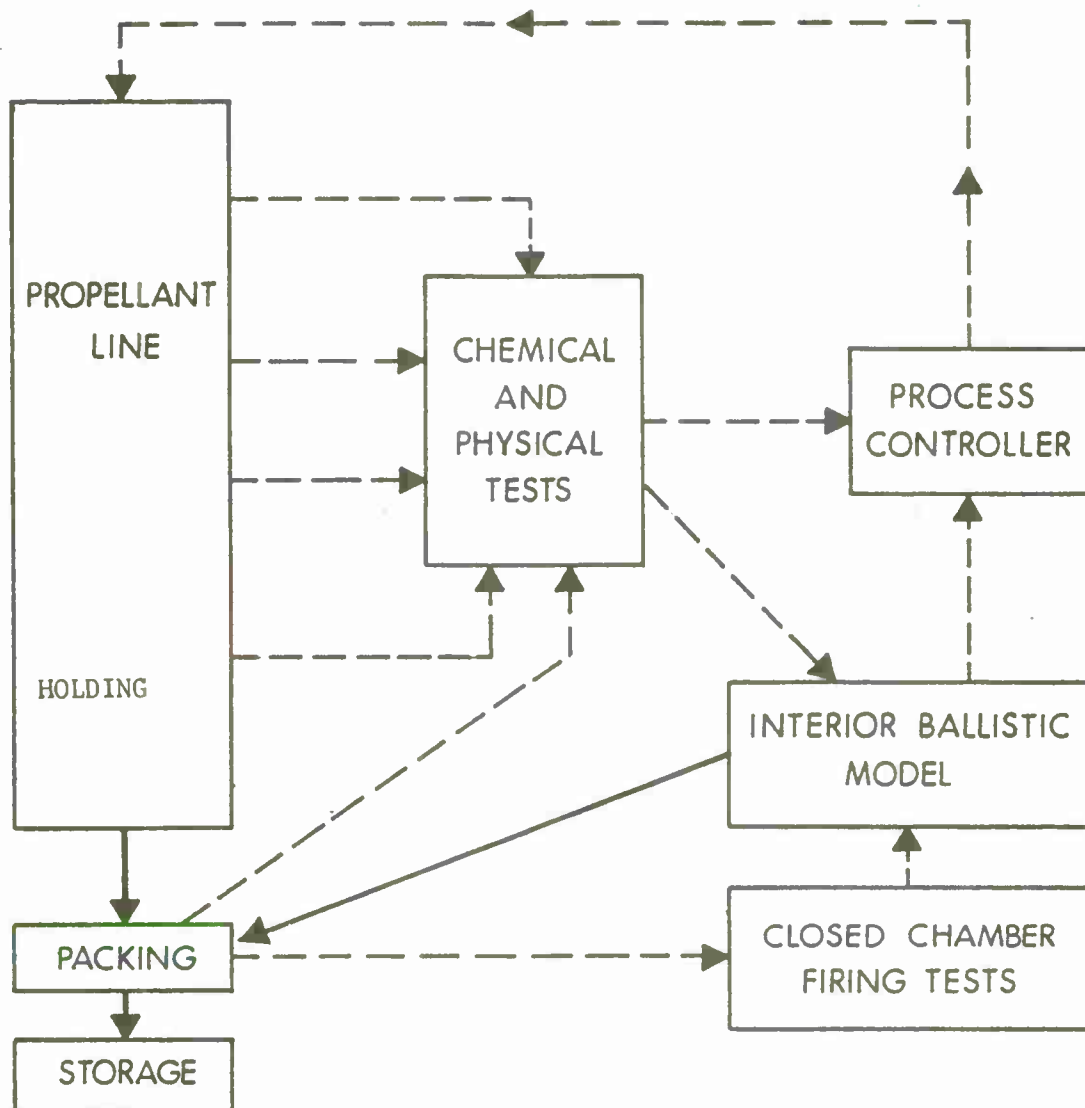 PROPELLANT
LINE
HOLDING
CHEMICAL
AND
PHYSICAL
TESTS
PROCESS
CONTROLLER
INTERIOR BALLISTIC
MODEL
PACKING
CLOSED CHAMBER
FIRING TESTS
STORAGE